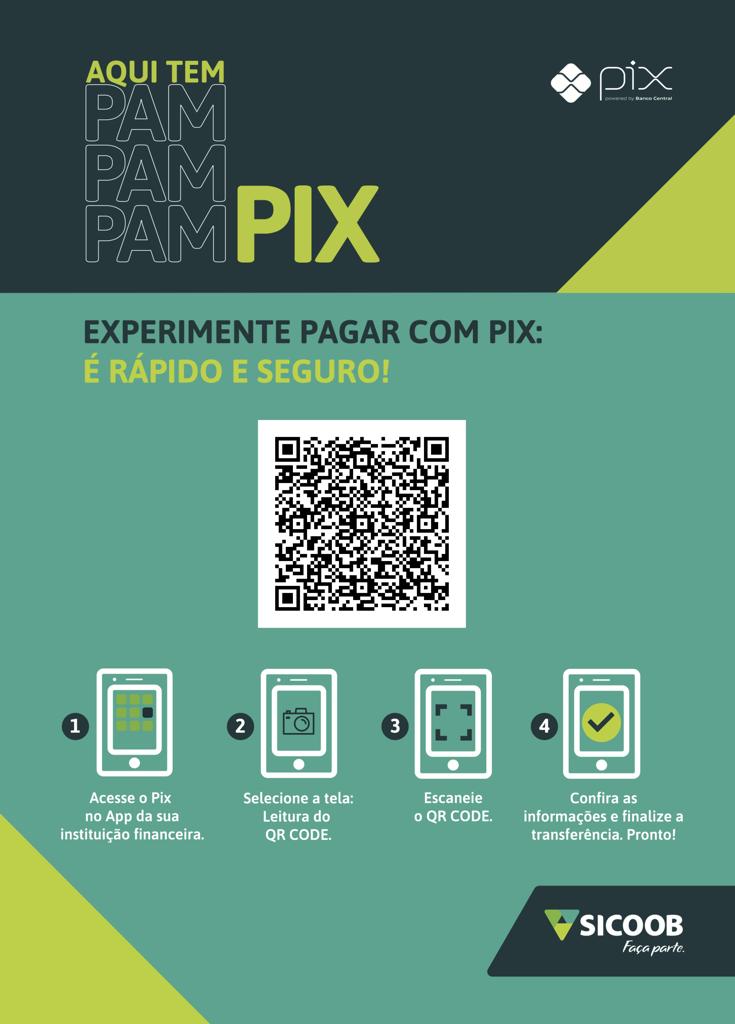 AQUI TEM
PAM
PAM
PAM PIX
pix
powered by Banco Central
EXPERIMENTE PAGAR COM PIX:
É RÁPIDO E SEGURO!
1
Acesse o Pix
no App da sua
instituição financeira.
2
Selecione a tela:
Leitura do
QR CODE.
3
Escaneie
o QR CODE.
4
Confira as
informações e finalize a
transferência. Pronto!
SICOOB
Faça parte.